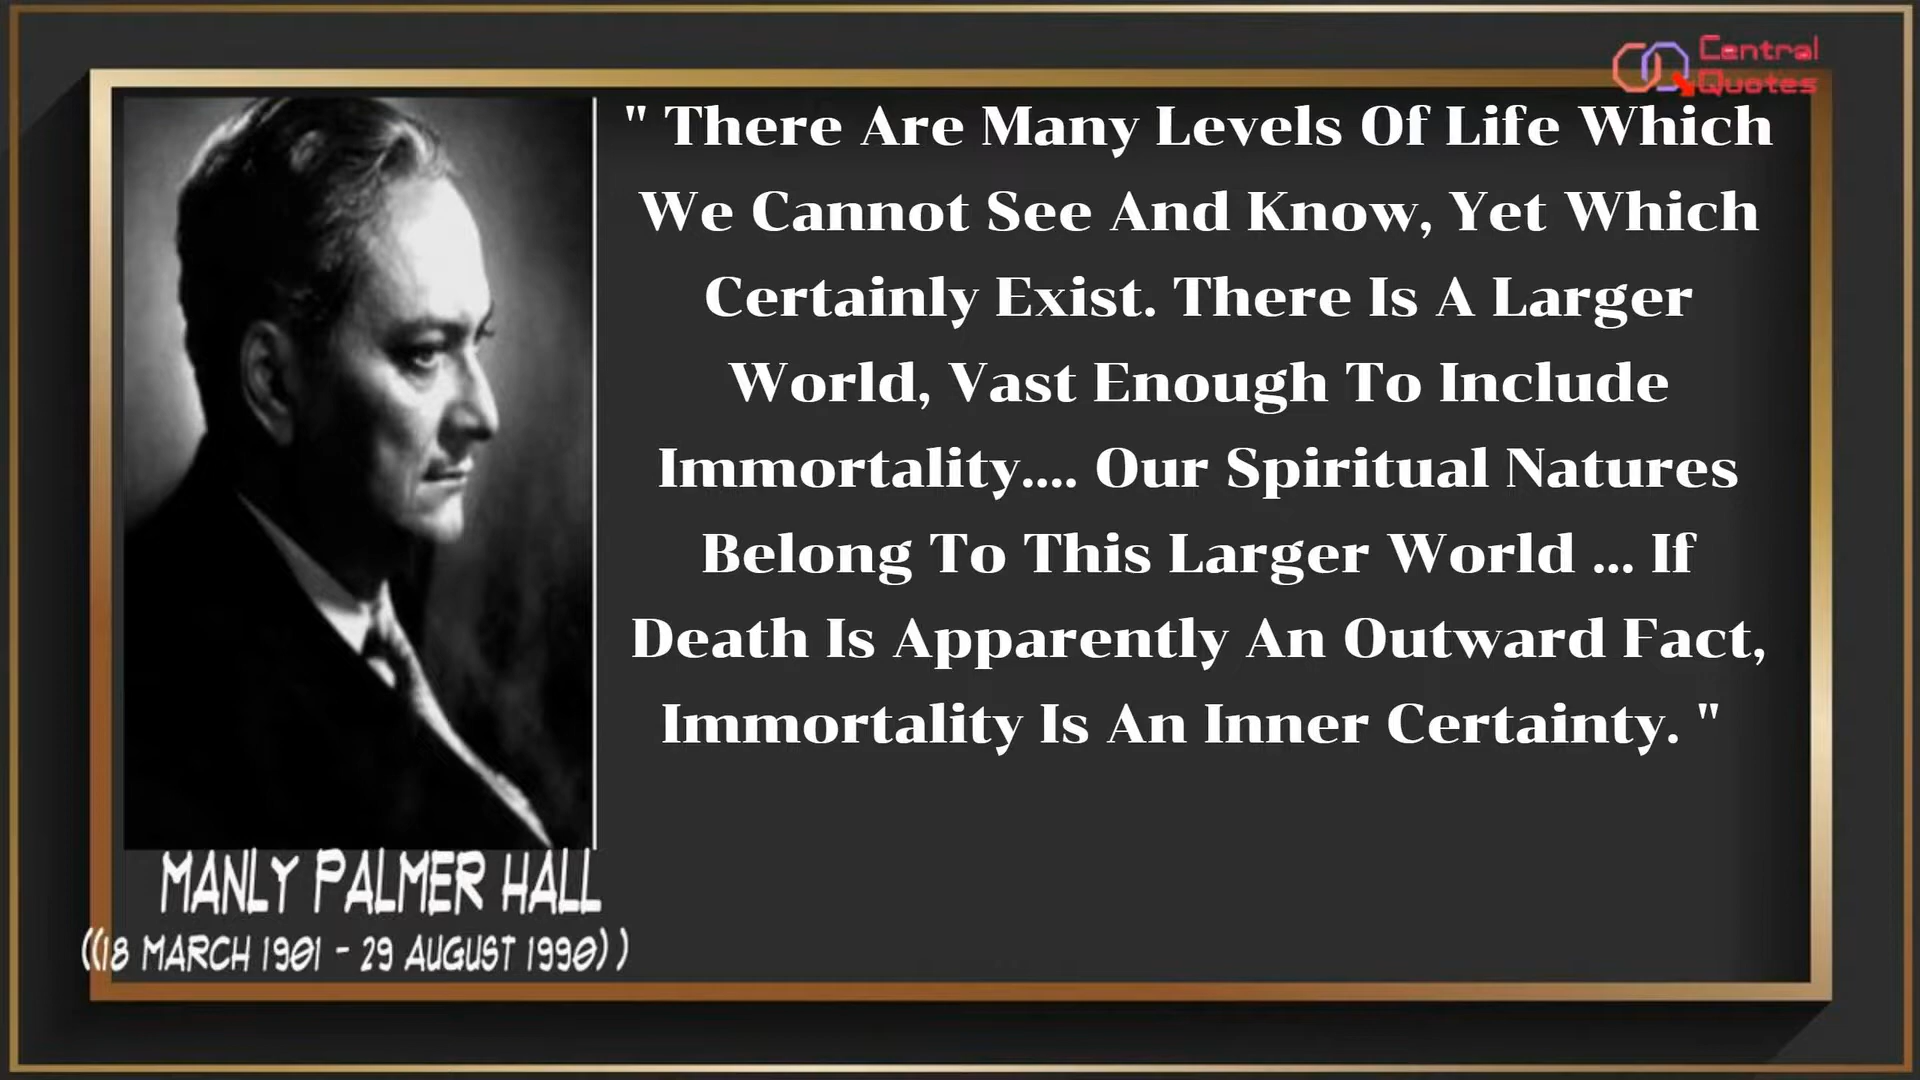 Central
Quotes
" There Are Many Levels Of Life Which
We Cannot See And Know, Yet Which
Certainly Exist. There Is A Larger
World, Vast Enough To Include
Immortality.... Our Spiritual Natures
Belong To This Larger World ... If
Death Is Apparently An Outward Fact,
Immortality Is An Inner Certainty. "
MANLY PALMER HALL
((18 MARCH 1901 - 29 AUGUST 1990) )